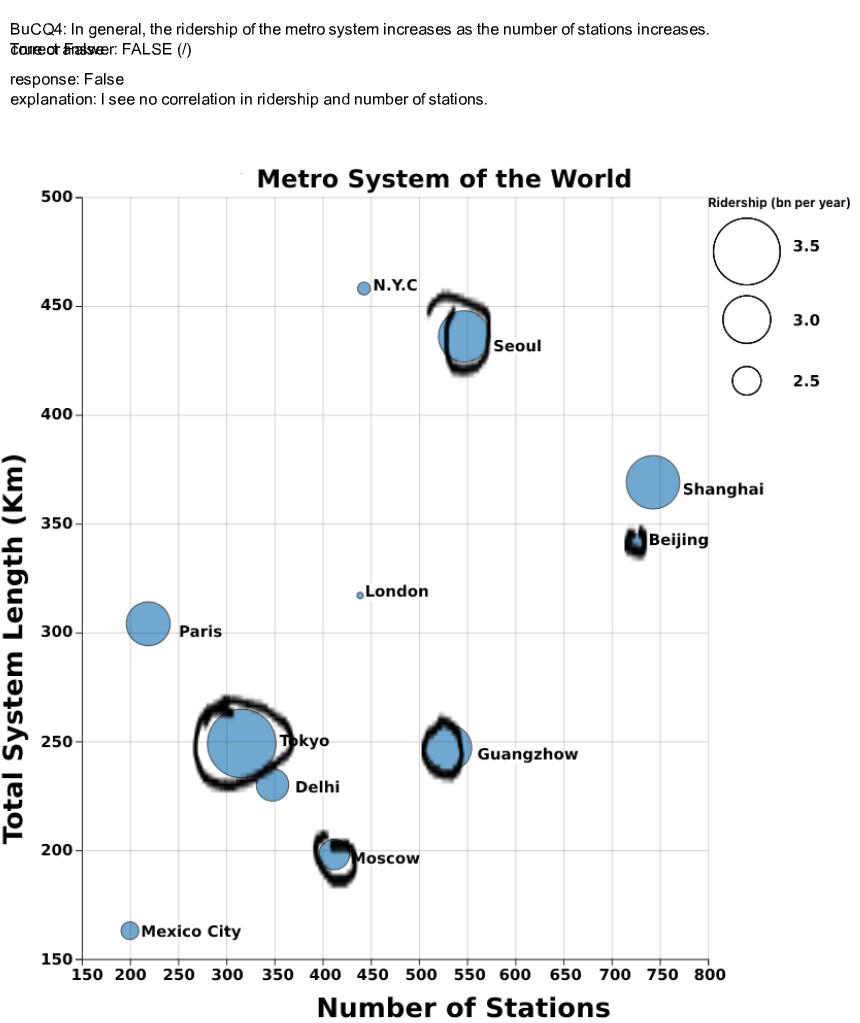 BuCQ4: In general, the ridership of the metro system increases as the number of stations increases.
True or False
Correct answer: FALSE (/)
response: False
explanation: I see no correlation in ridership and number of stations.
Metro System of the World
Ridership (bn per year)
3.5
3.0
2.5
500
450
400
350
300
250
200
150
Total System Length (Km)
N.Y.C
Seoul
Shanghai
Beijing
London
Paris
Tokyo
Guangzhow
Delhi
Moscow
Mexico City
150 200 250 300 350 400 450 500 550 600 650 700 750 800
Number of Stations